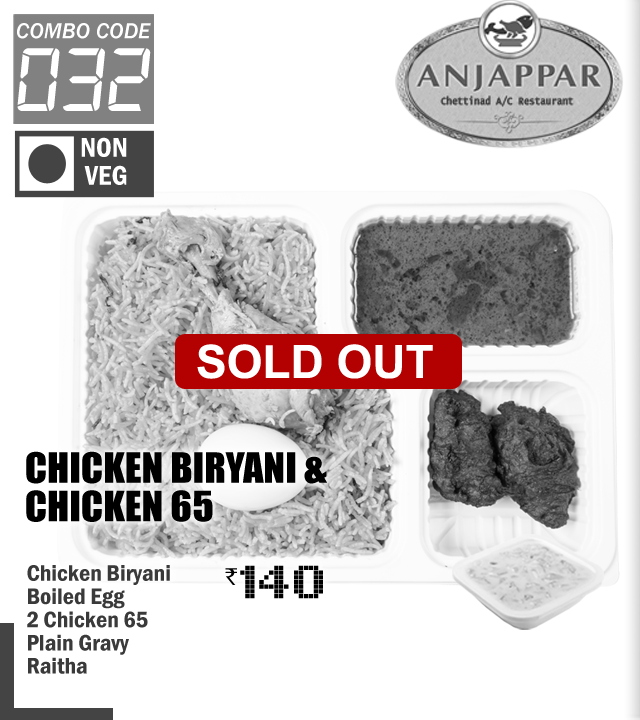 COMBO CODE
032
NON
VEG
ANJAPPAR
Chettinad A/C Restaurant
SOLD OUT
CHICKEN BIRYANI &
CHICKEN 65
₹140
Chicken Biryani
Boiled Egg
2 Chicken 65
Plain Gravy
Raitha